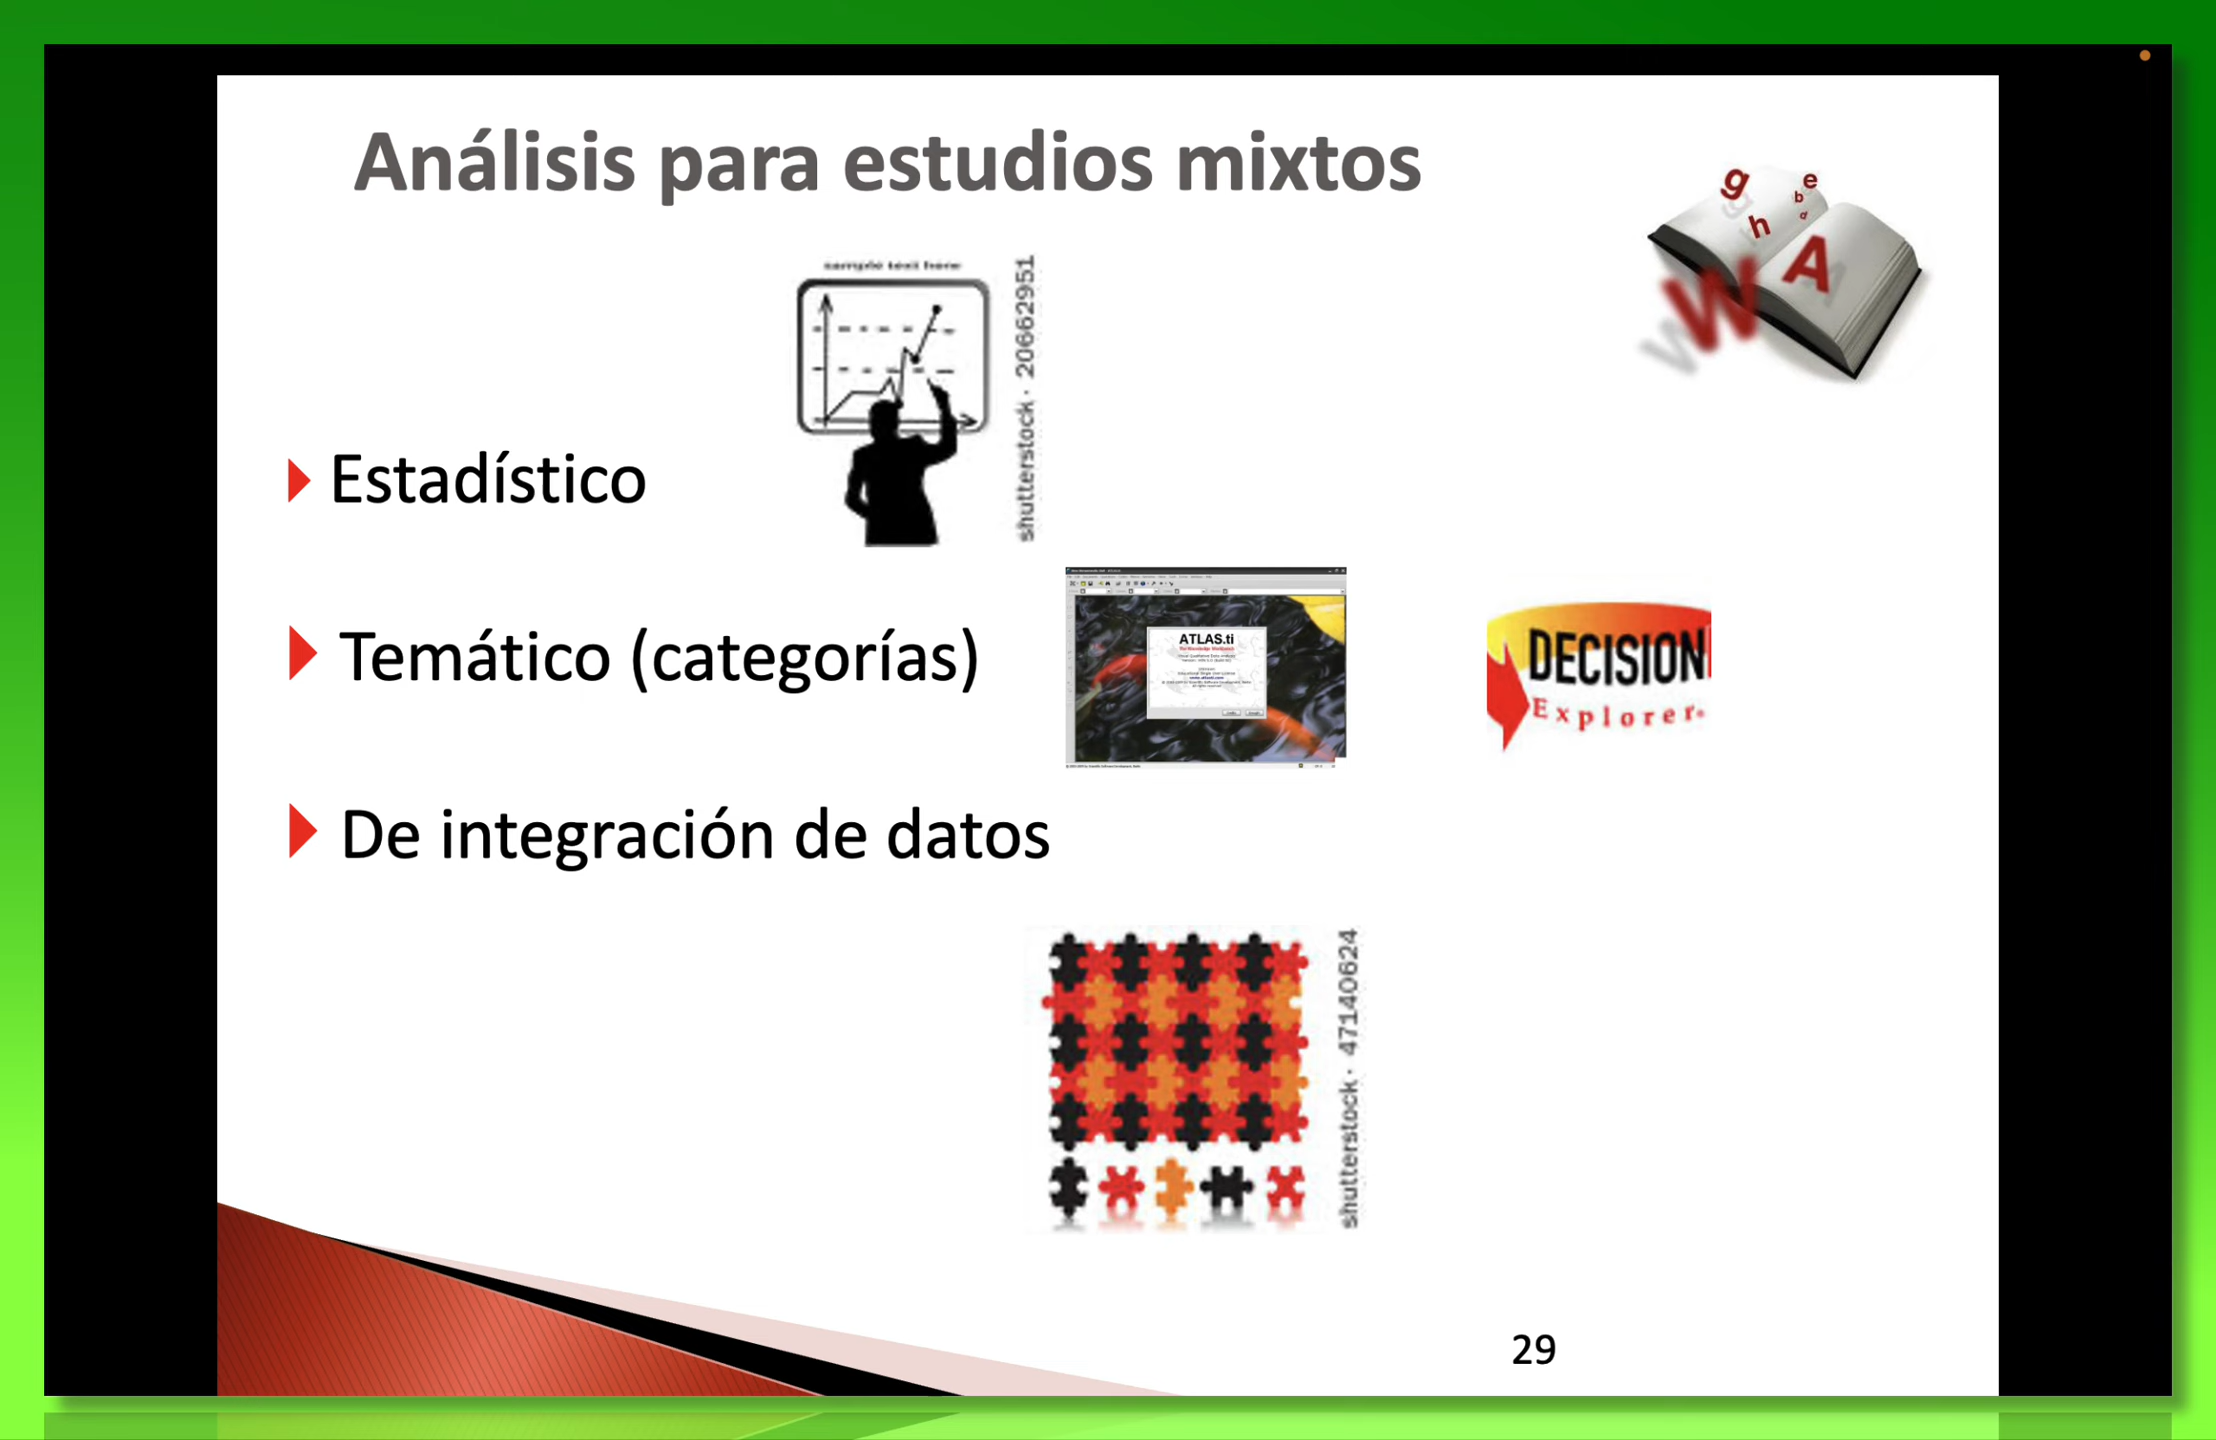 Análisis para estudios mixtos
g
e
b
d
h
A
W
sample text here
shutterstock · 20662951
Estadístico
Temático (categorías)
ATLAS.ti
DECISION
Explorer
De integración de datos
shutterstock · 47140624
29